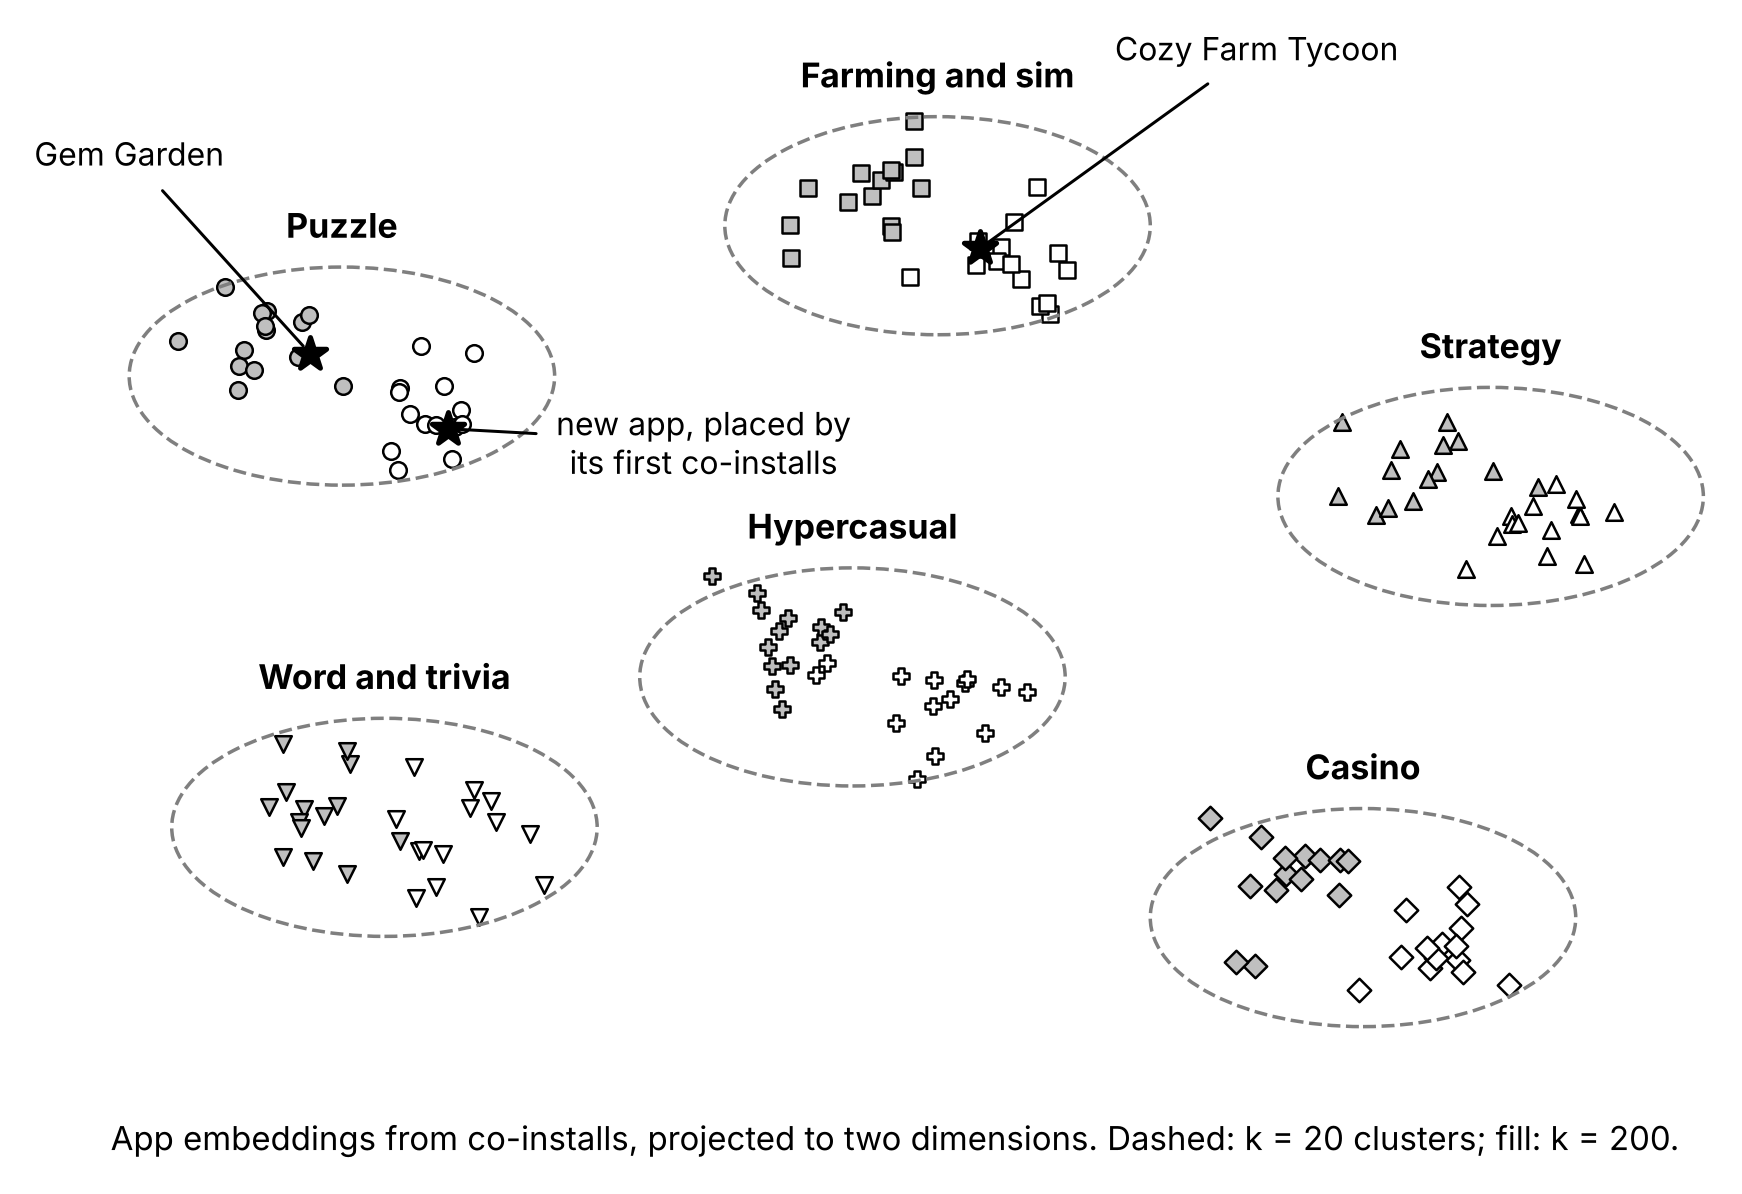 Cozy Farm Tycoon
Farming and sim
Gem Garden
Puzzle
Strategy
new app, placed by
its first co-installs
Hypercasual
Word and trivia
Casino
App embeddings from co-installs, projected to two dimensions. Dashed: k = 20 clusters; fill: k = 200.